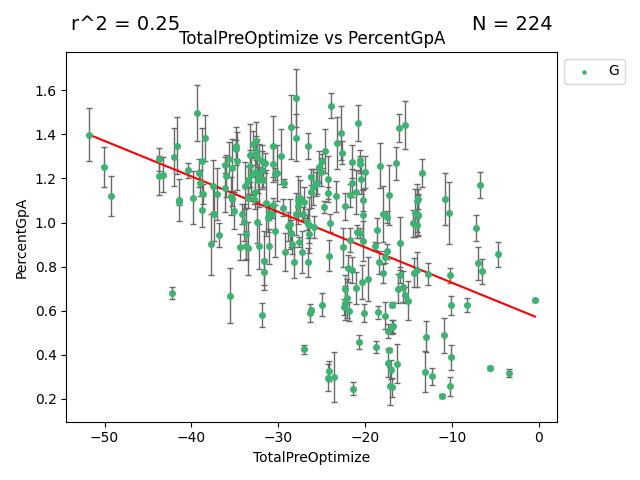 r^2 = 0.25 N = 224
TotalPreOptimize vs PercentGpA
G
1.6
1.4
1.2
1.0
0.8
0.6
0.4
0.2
PercentGpA
−50 −40 −30 −20 −10 0
TotalPreOptimize